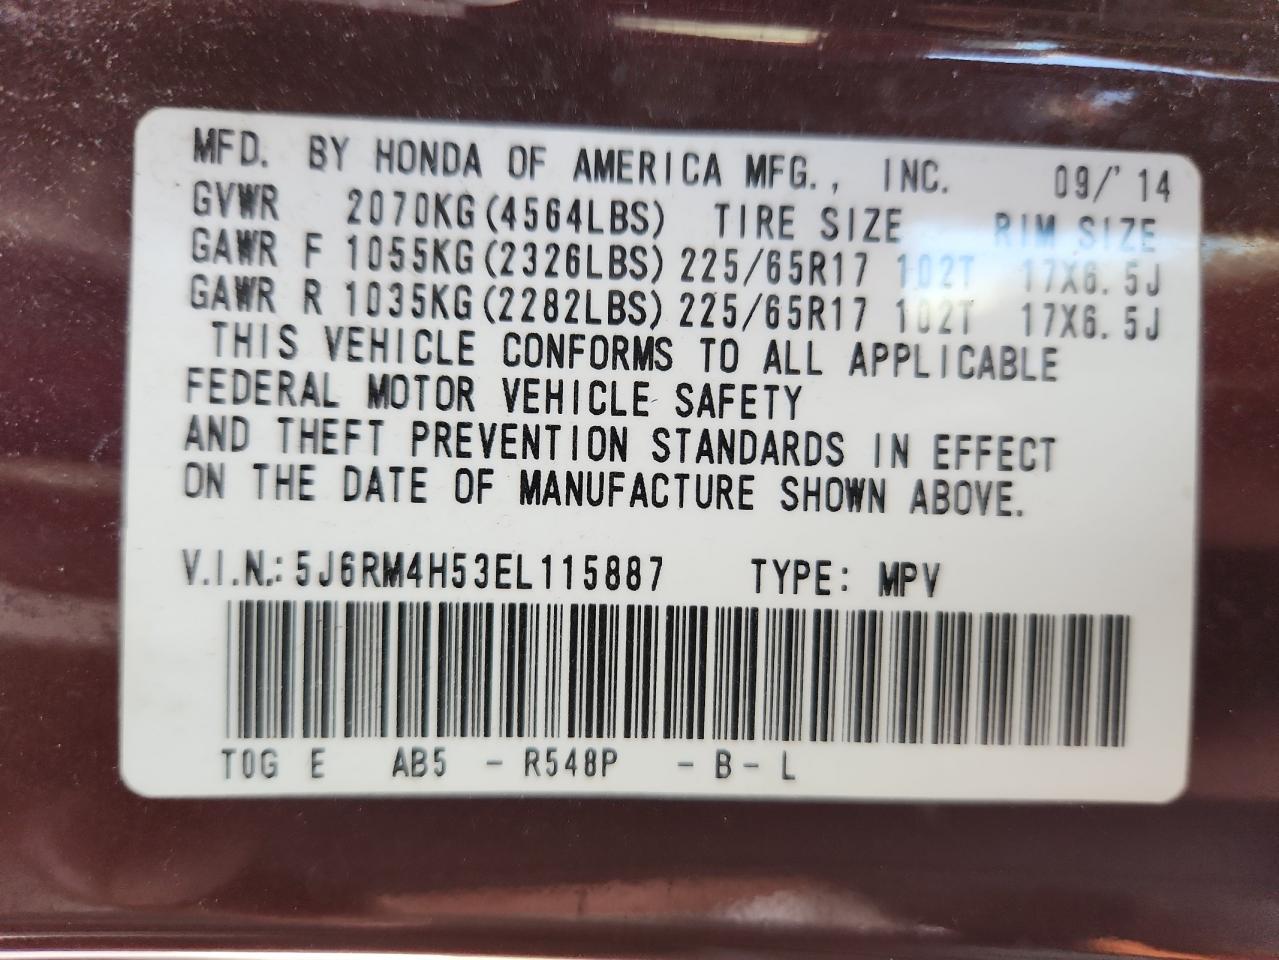 MFD. BY HONDA OF AMERICA MFG., INC. 09/'14
GVWR 2070KG(4564LBS) TIRE SIZE RIM SIZE
GAWR F 1055KG(2326LBS) 225/65R17 102T 17X6.5J
GAWR R 1035KG(2282LBS) 225/65R17 102T 17X6.5J
THIS VEHICLE CONFORMS TO ALL APPLICABLE
FEDERAL MOTOR VEHICLE SAFETY
AND THEFT PREVENTION STANDARDS IN EFFECT
ON THE DATE OF MANUFACTURE SHOWN ABOVE.
V.I.N.: 5J6RM4H53EL115887 TYPE: MPV
T0G E AB5 - R548P - B - L